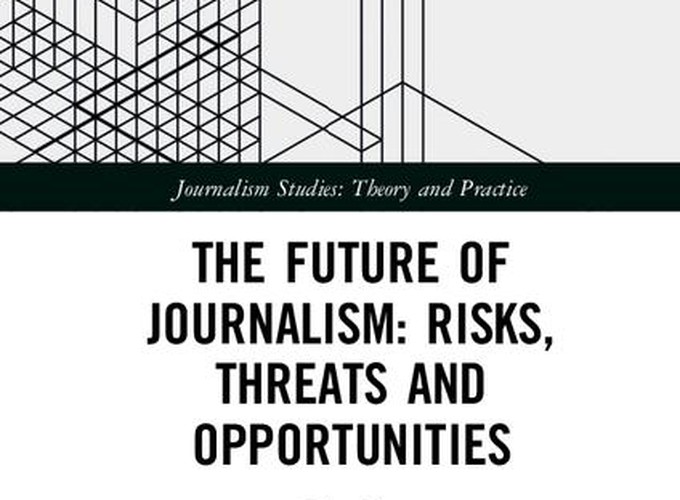 Journalism Studies: Theory and Practice
THE FUTURE OF
JOURNALISM: RISKS,
THREATS AND
OPPORTUNITIES